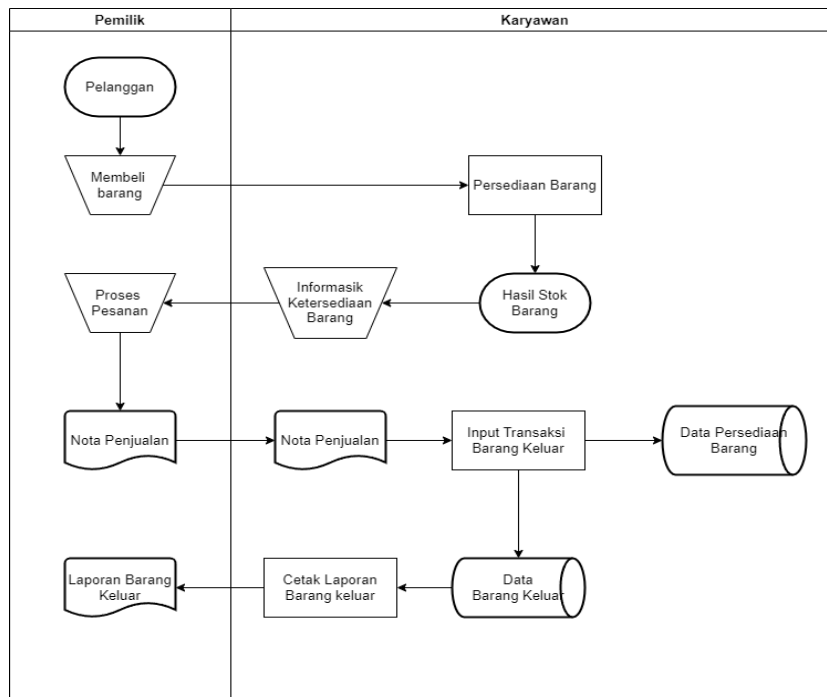 Pemilik
Karyawan
Pelanggan
Membeli
barang
Persediaan Barang
Proses
Pesanan
Informasik
Ketersediaan
Barang
Hasil Stok
Barang
Nota Penjualan
Nota Penjualan
Input Transaksi
Barang Keluar
Data Persediaan
Barang
Laporan Barang
Keluar
Cetak Laporan
Barang keluar
Data
Barang Keluar